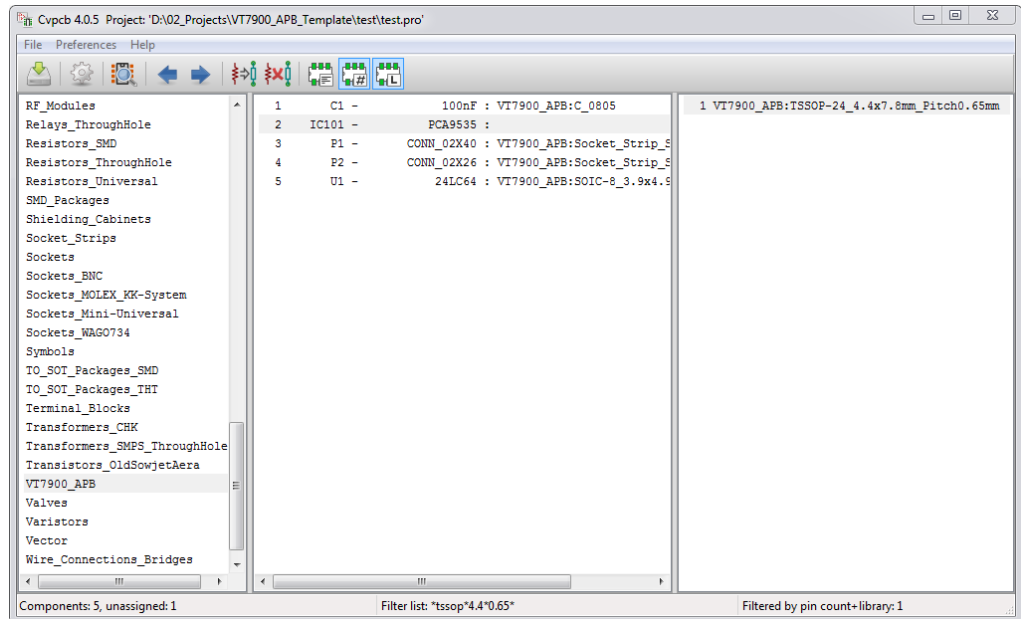 Cvpcb 4.0.5 Project: 'D:\02_Projects\VT7900_APB_Template\test\test.pro'
File Preferences Help
RF_Modules
Relays_ThroughHole
Resistors_SMD
Resistors_ThroughHole
Resistors_Universal
SMD_Packages
Shielding_Cabinets
Socket_Strips
Sockets
Sockets_BNC
Sockets_MOLEX_KK-System
Sockets_Mini-Universal
Sockets_WAGO734
Symbols
TO_SOT_Packages_SMD
TO_SOT_Packages_THT
Terminal_Blocks
Transformers_CHK
Transformers_SMPS_ThroughHole
Transistors_OldSowjetAera
VT7900_APB
Valves
Varistors
Vector
Wire_Connections_Bridges
1 C1 - 100nF : VT7900_APB:C_0805
2 IC101 - PCA9535 :
3 P1 - CONN_02X40 : VT7900_APB:Socket_Strip_S
4 P2 - CONN_02X26 : VT7900_APB:Socket_Strip_S
5 U1 - 24LC64 : VT7900_APB:SOIC-8_3.9x4.9
1 VT7900_APB:TSSOP-24_4.4x7.8mm_Pitch0.65mm
Components: 5, unassigned: 1
Filter list: *tssop*4.4*0.65*
Filtered by pin count+library: 1